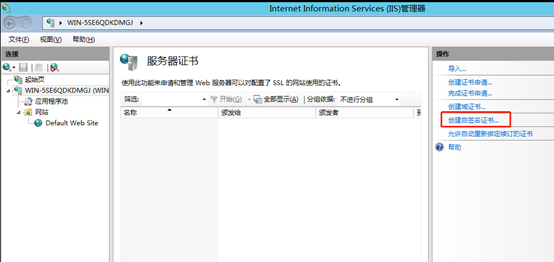 Internet Information Services (IIS)管理器
WIN-5SE6QDKDMGJ
文件(F) 视图(V) 帮助(H)
连接
起始页
WIN-5SE6QDKDMGJ (WIN
应用程序池
网站
Default Web Site
服务器证书
使用此功能来申请和管理 Web 服务器可以对配置了 SSL 的网站使用的证书。
筛选: 开始(G) 全部显示(A) 分组依据: 不进行分组
名称 颁发给 颁发者 到
操作
导入...
创建证书申请...
完成证书申请...
创建域证书...
创建自签名证书...
允许自动重新绑定续订的证书
帮助